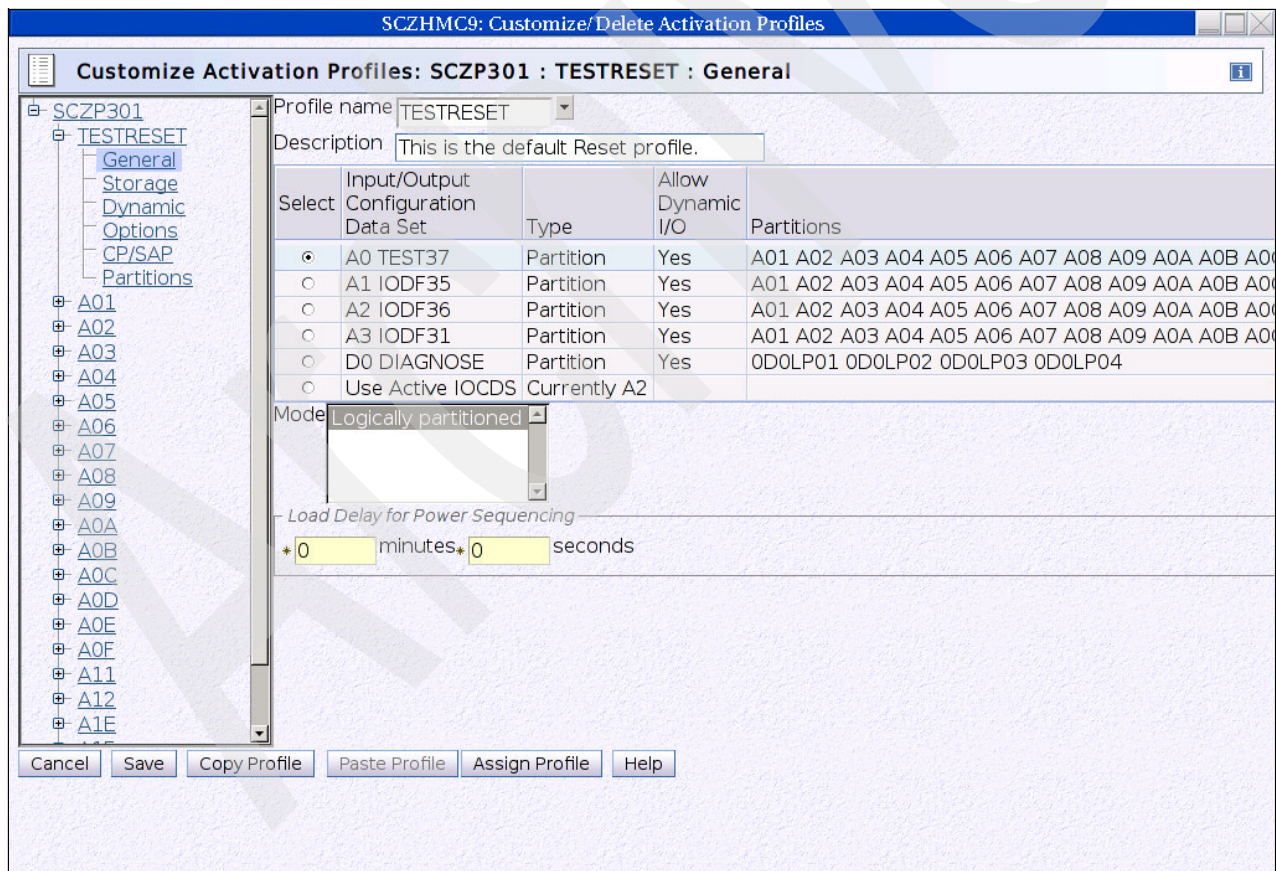 SCZHMC9: Customize/Delete Activation Profiles
Customize Activation Profiles: SCZP301 : TESTRESET : General
SCZP301
TESTRESET
General
Storage
Dynamic
Options
CP/SAP
Partitions
A01
A02
A03
A04
A05
A06
A07
A08
A09
A0A
A0B
A0C
A0D
A0E
A0F
A11
A12
A1E
Profile name TESTRESET
Description This is the default Reset profile.
Select Input/Output Configuration Data Set Type Allow Dynamic I/O Partitions
A0 TEST37 Partition Yes A01 A02 A03 A04 A05 A06 A07 A08 A09 A0A A0B
A1 IODF35 Partition Yes A01 A02 A03 A04 A05 A06 A07 A08 A09 A0A A0B
A2 IODF36 Partition Yes A01 A02 A03 A04 A05 A06 A07 A08 A09 A0A A0B
A3 IODF31 Partition Yes A01 A02 A03 A04 A05 A06 A07 A08 A09 A0A A0B
D0 DIAGNOSE Partition Yes 0D0LP01 0D0LP02 0D0LP03 0D0LP04
Use Active IOCDS Currently A2
Mode Logically partitioned
Load Delay for Power Sequencing
* 0 minutes * 0 seconds
Cancel Save Copy Profile Paste Profile Assign Profile Help